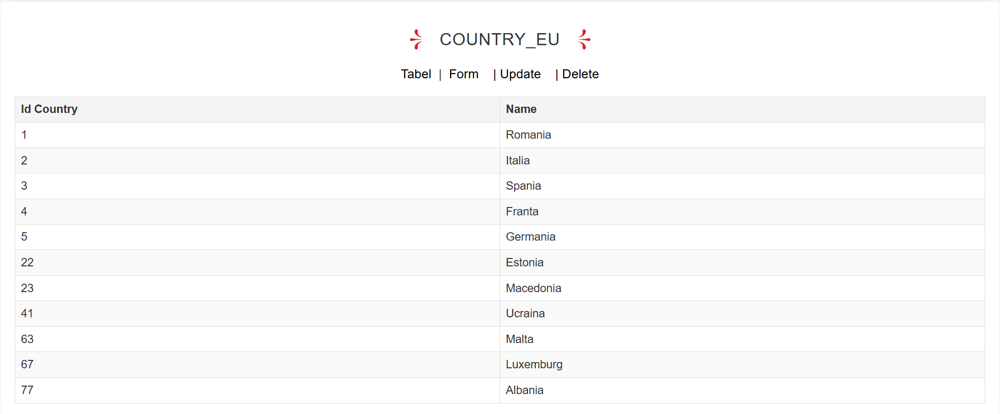 COUNTRY_EU
Tabel | Form | Update | Delete
Id Country Name
1 Romania
2 Italia
3 Spania
4 Franta
5 Germania
22 Estonia
23 Macedonia
41 Ucraina
63 Malta
67 Luxemburg
77 Albania